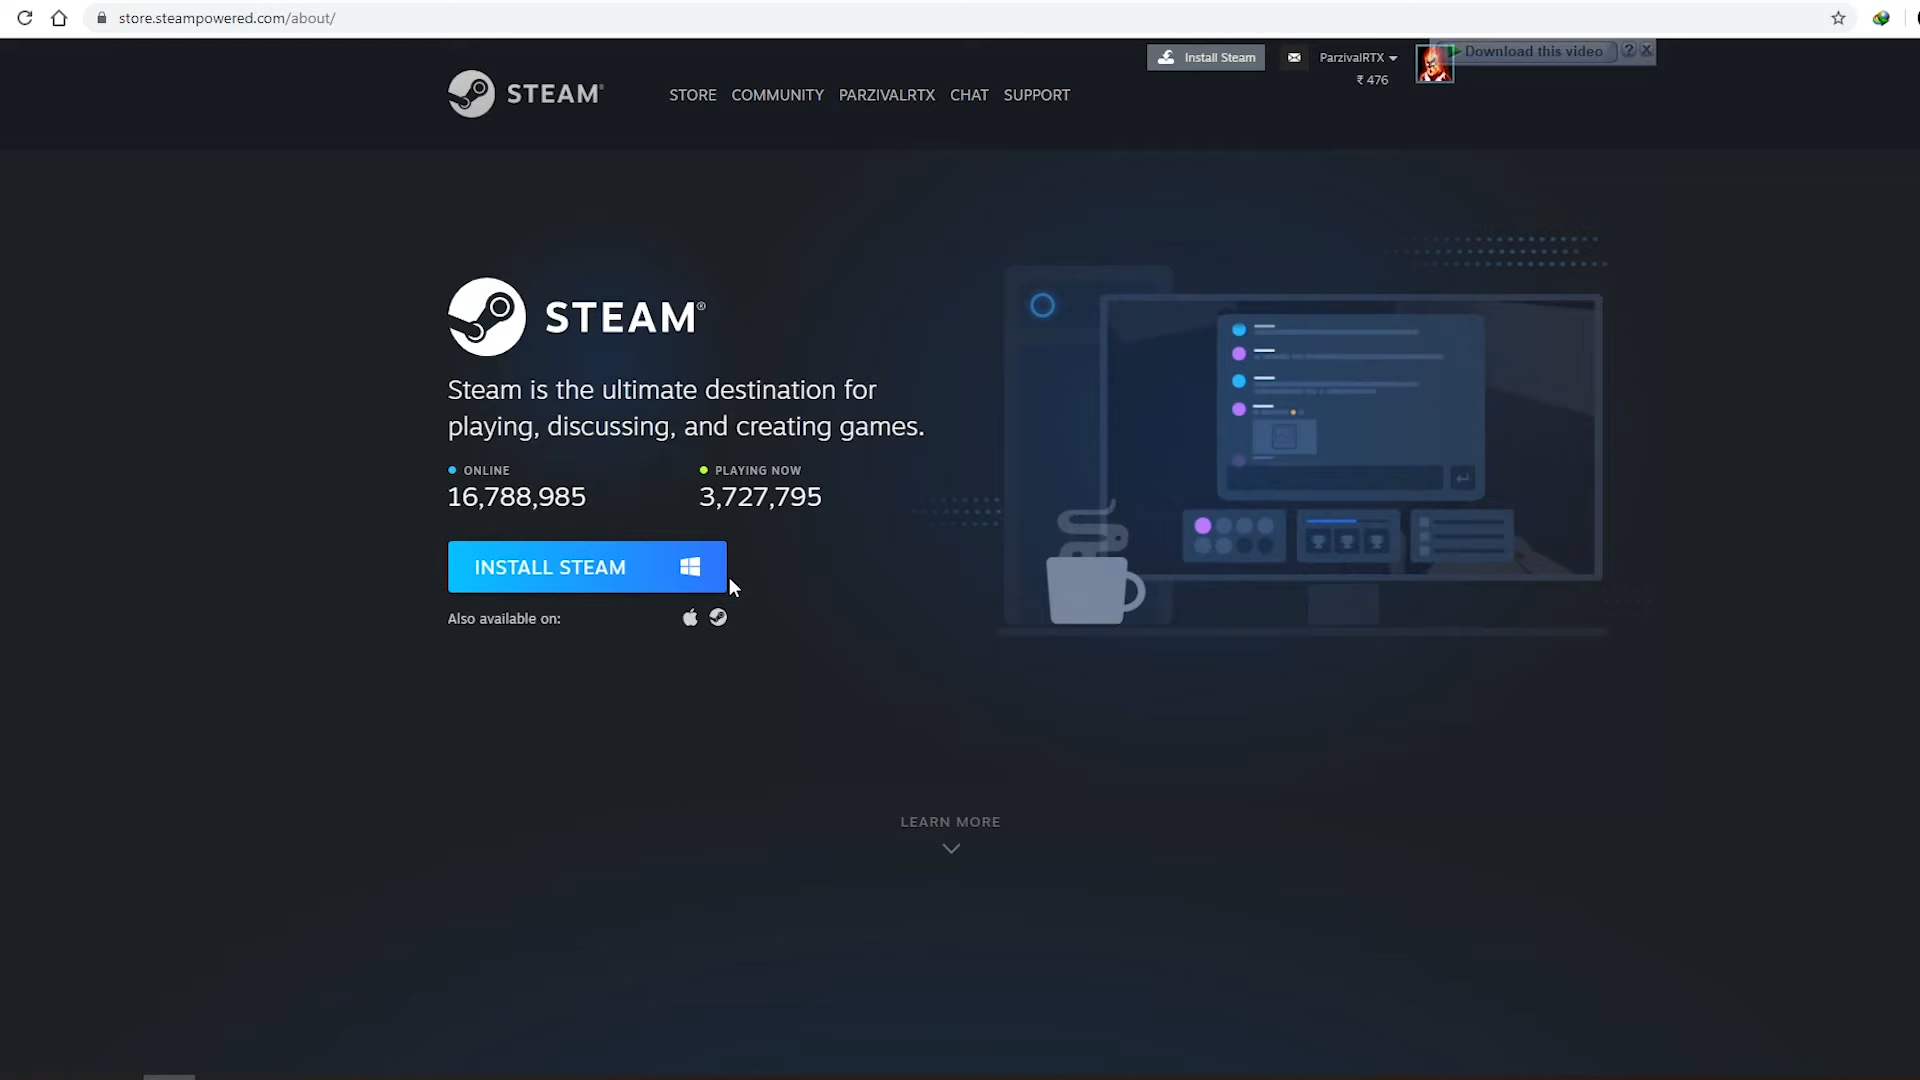 store.steampowered.com/about/
Install Steam
ParzivalRTX
Download this video
?
₹ 476
STEAM®
STORE
COMMUNITY
PARZIVALRTX
CHAT
SUPPORT
STEAM®
Steam is the ultimate destination for
playing, discussing, and creating games.
ONLINE
PLAYING NOW
16,788,985
3,727,795
INSTALL STEAM
Also available on:
LEARN MORE